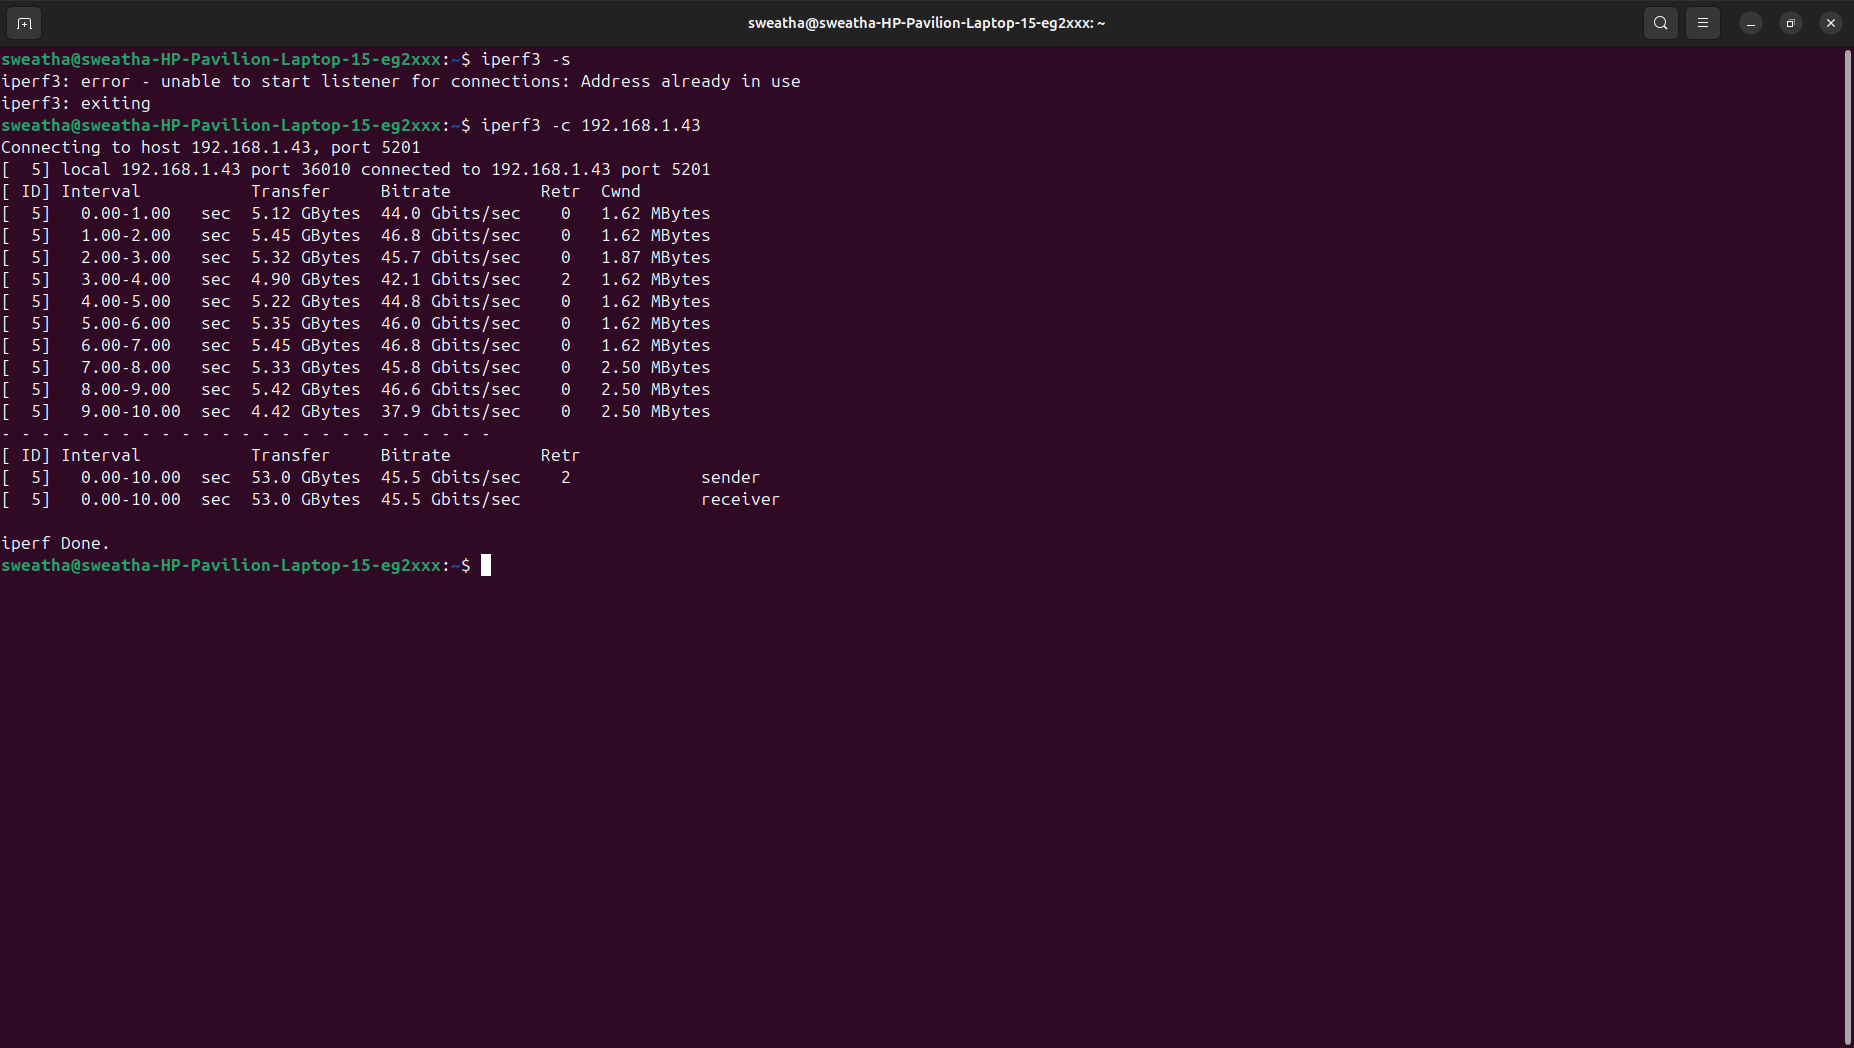 sweatha@sweatha-HP-Pavilion-Laptop-15-eg2xxx: ~
sweatha@sweatha-HP-Pavilion-Laptop-15-eg2xxx:~$ iperf3 -s
iperf3: error - unable to start listener for connections: Address already in use
iperf3: exiting
sweatha@sweatha-HP-Pavilion-Laptop-15-eg2xxx:~$ iperf3 -c 192.168.1.43
Connecting to host 192.168.1.43, port 5201
[  5] local 192.168.1.43 port 36010 connected to 192.168.1.43 port 5201
[ ID] Interval           Transfer     Bitrate         Retr  Cwnd
[  5]   0.00-1.00   sec  5.12 GBytes  44.0 Gbits/sec    0   1.62 MBytes
[  5]   1.00-2.00   sec  5.45 GBytes  46.8 Gbits/sec    0   1.62 MBytes
[  5]   2.00-3.00   sec  5.32 GBytes  45.7 Gbits/sec    0   1.87 MBytes
[  5]   3.00-4.00   sec  4.90 GBytes  42.1 Gbits/sec    2   1.62 MBytes
[  5]   4.00-5.00   sec  5.22 GBytes  44.8 Gbits/sec    0   1.62 MBytes
[  5]   5.00-6.00   sec  5.35 GBytes  46.0 Gbits/sec    0   1.62 MBytes
[  5]   6.00-7.00   sec  5.45 GBytes  46.8 Gbits/sec    0   1.62 MBytes
[  5]   7.00-8.00   sec  5.33 GBytes  45.8 Gbits/sec    0   2.50 MBytes
[  5]   8.00-9.00   sec  5.42 GBytes  46.6 Gbits/sec    0   2.50 MBytes
[  5]   9.00-10.00  sec  4.42 GBytes  37.9 Gbits/sec    0   2.50 MBytes
- - - - - - - - - - - - - - - - - - - - - - - - -
[ ID] Interval           Transfer     Bitrate         Retr
[  5]   0.00-10.00  sec  53.0 GBytes  45.5 Gbits/sec    2             sender
[  5]   0.00-10.00  sec  53.0 GBytes  45.5 Gbits/sec                  receiver
iperf Done.
sweatha@sweatha-HP-Pavilion-Laptop-15-eg2xxx:~$